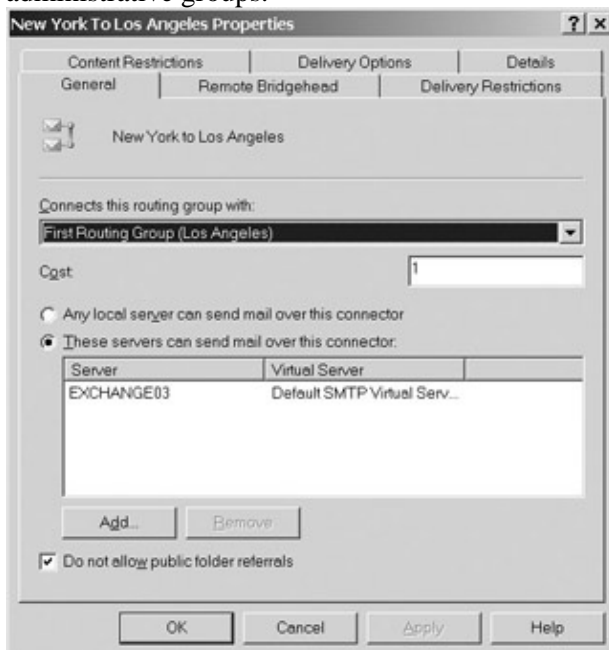 administrative groups.
New York To Los Angeles Properties
Content Restrictions Delivery Options Details
General Remote Bridgehead Delivery Restrictions
New York to Los Angeles
Connects this routing group with:
First Routing Group (Los Angeles)
Cost 1
Any local server can send mail over this connector
These servers can send mail over this connector:
Server Virtual Server
EXCHANGE03 Default SMTP Virtual Serv...
Add... Remove
Do not allow public folder referrals
OK Cancel Apply Help